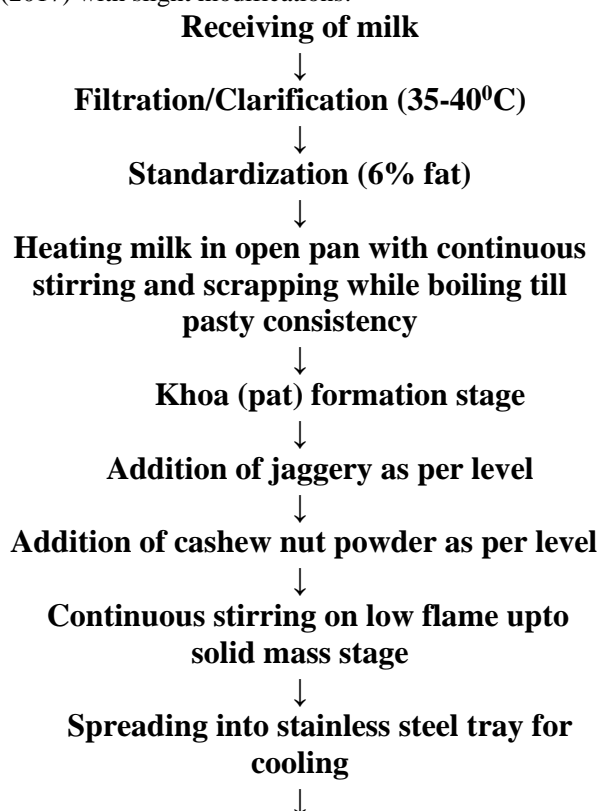 (2017) with slight modifications.
Receiving of milk
↓
Filtration/Clarification (35-40⁰C)
↓
Standardization (6% fat)
↓
Heating milk in open pan with continuous
stirring and scrapping while boiling till
pasty consistency
↓
Khoa (pat) formation stage
↓
Addition of jaggery as per level
↓
Addition of cashew nut powder as per level
↓
Continuous stirring on low flame upto
solid mass stage
↓
Spreading into stainless steel tray for
cooling
↓